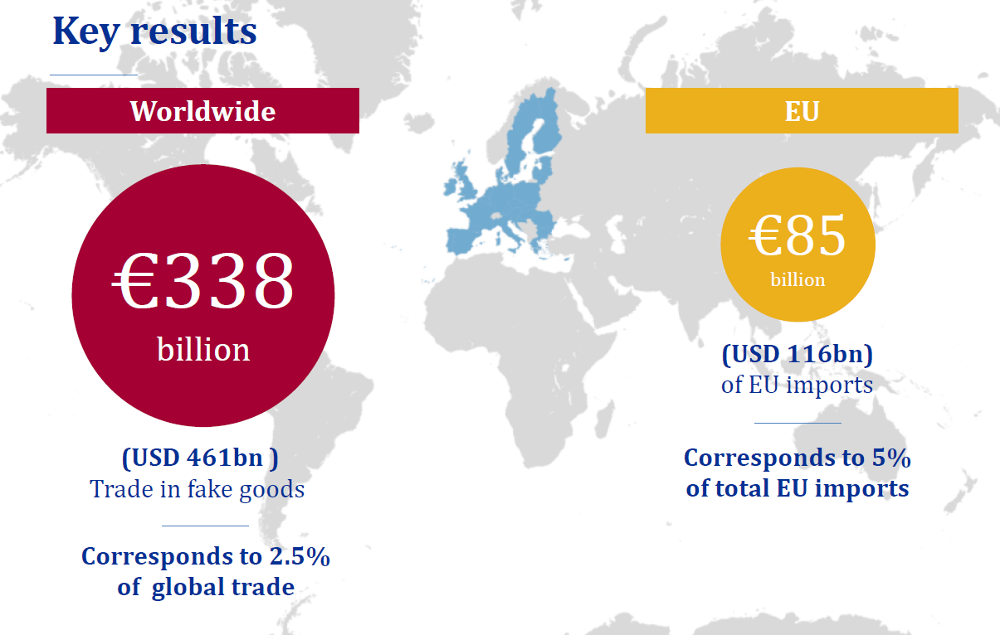 Key results
Worldwide
€338
billion
(USD 461bn )
Trade in fake goods
Corresponds to 2.5%
of global trade
EU
€85
billion
(USD 116bn)
of EU imports
Corresponds to 5%
of total EU imports